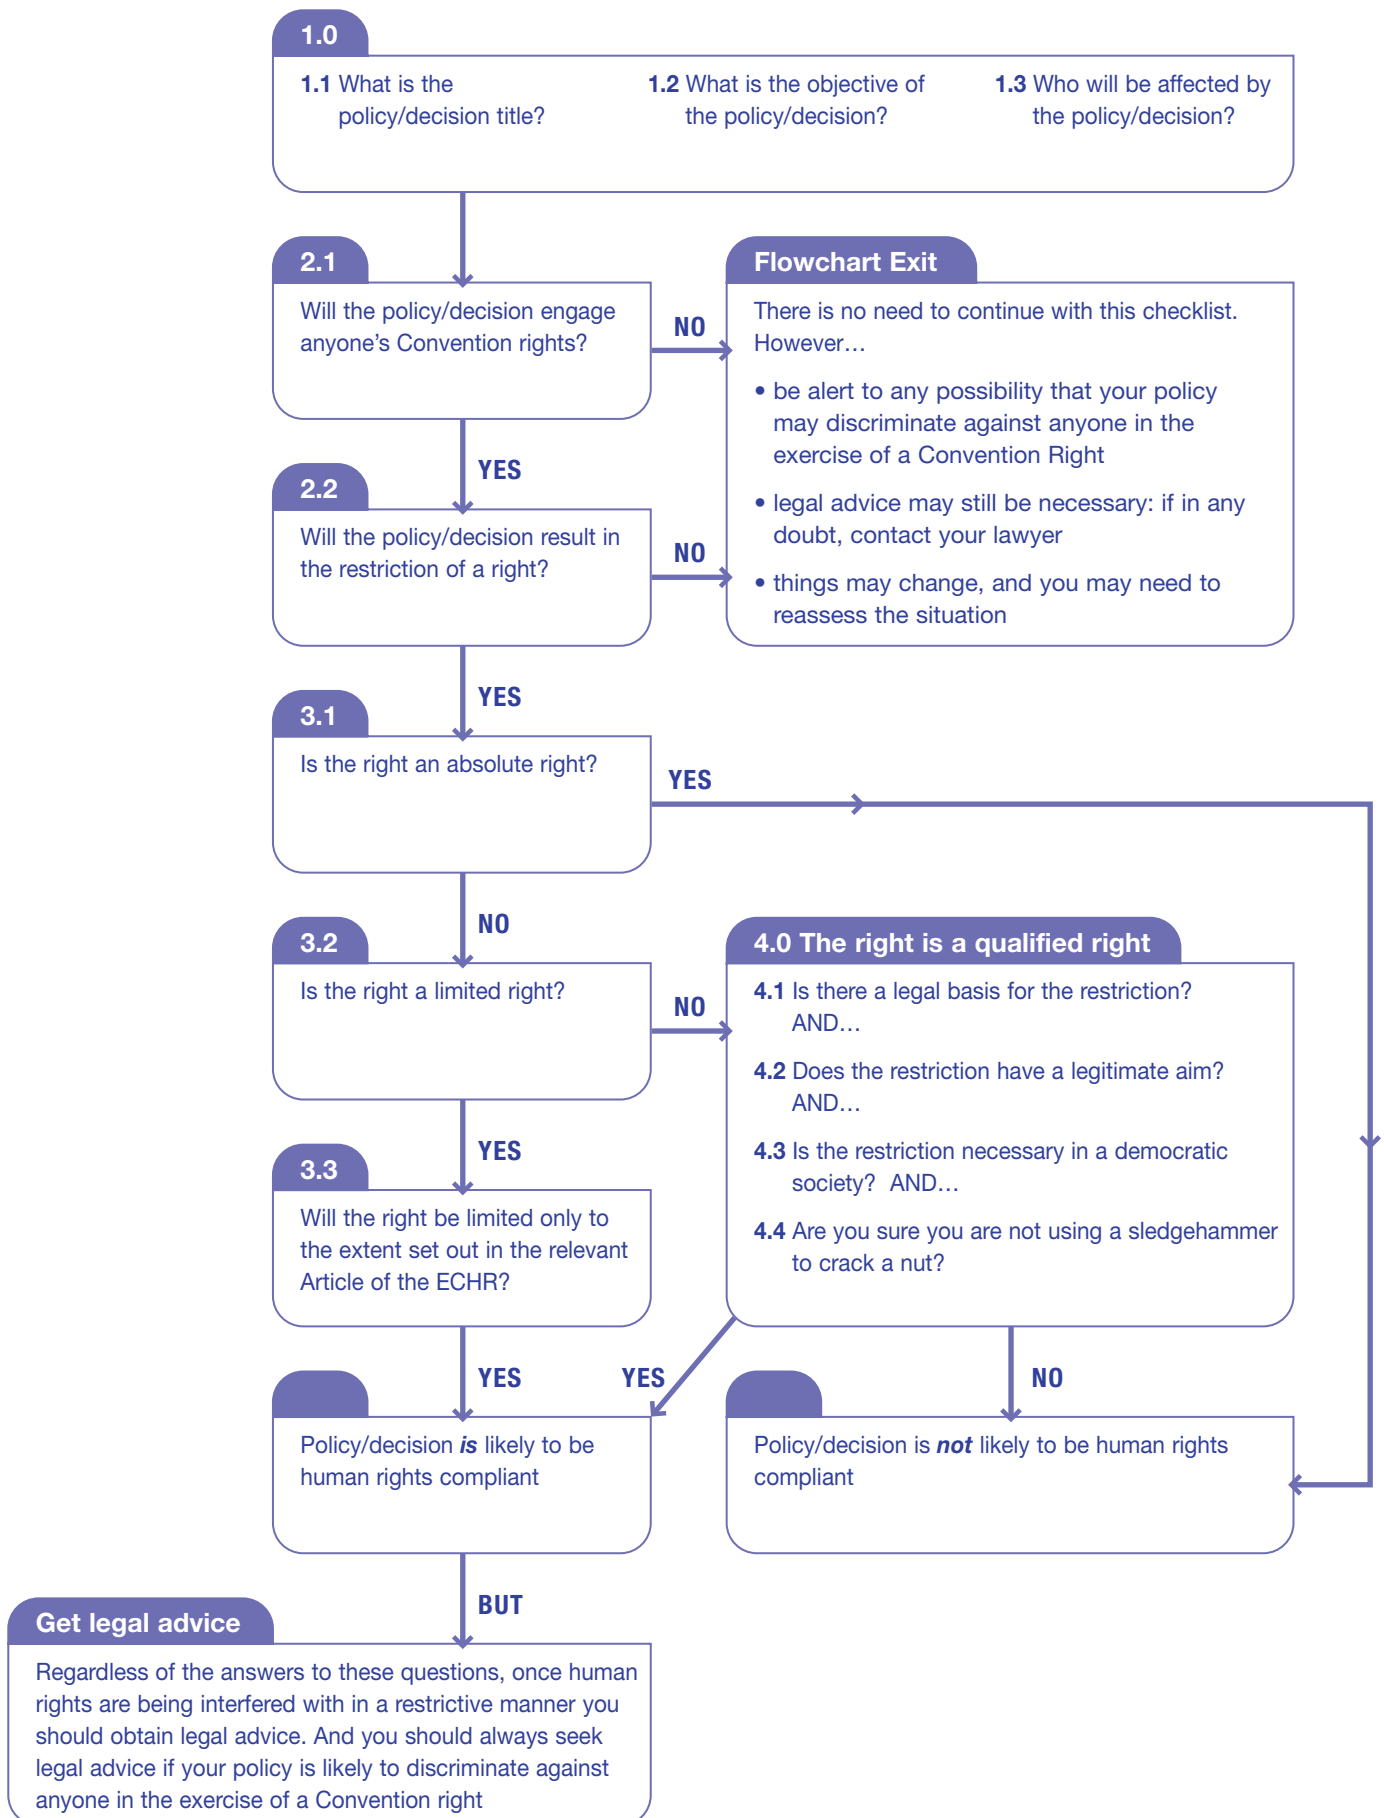 1.0
1.1 What is the
policy/decision title?
1.2 What is the objective of
the policy/decision?
1.3 Who will be affected by
the policy/decision?
2.1
Will the policy/decision engage
anyone’s Convention rights?
NO
Flowchart Exit
There is no need to continue with this checklist.
However…
• be alert to any possibility that your policy
may discriminate against anyone in the
exercise of a Convention Right
• legal advice may still be necessary: if in any
doubt, contact your lawyer
• things may change, and you may need to
reassess the situation
YES
2.2
Will the policy/decision result in
the restriction of a right?
NO
YES
3.1
Is the right an absolute right?
YES
NO
3.2
Is the right a limited right?
NO
4.0 The right is a qualified right
4.1 Is there a legal basis for the restriction?
AND…
4.2 Does the restriction have a legitimate aim?
AND…
4.3 Is the restriction necessary in a democratic
society? AND…
4.4 Are you sure you are not using a sledgehammer
to crack a nut?
YES
3.3
Will the right be limited only to
the extent set out in the relevant
Article of the ECHR?
YES
YES
NO
Policy/decision is likely to be
human rights compliant
Policy/decision is not likely to be human rights
compliant
BUT
Get legal advice
Regardless of the answers to these questions, once human
rights are being interfered with in a restrictive manner you
should obtain legal advice. And you should always seek
legal advice if your policy is likely to discriminate against
anyone in the exercise of a Convention right